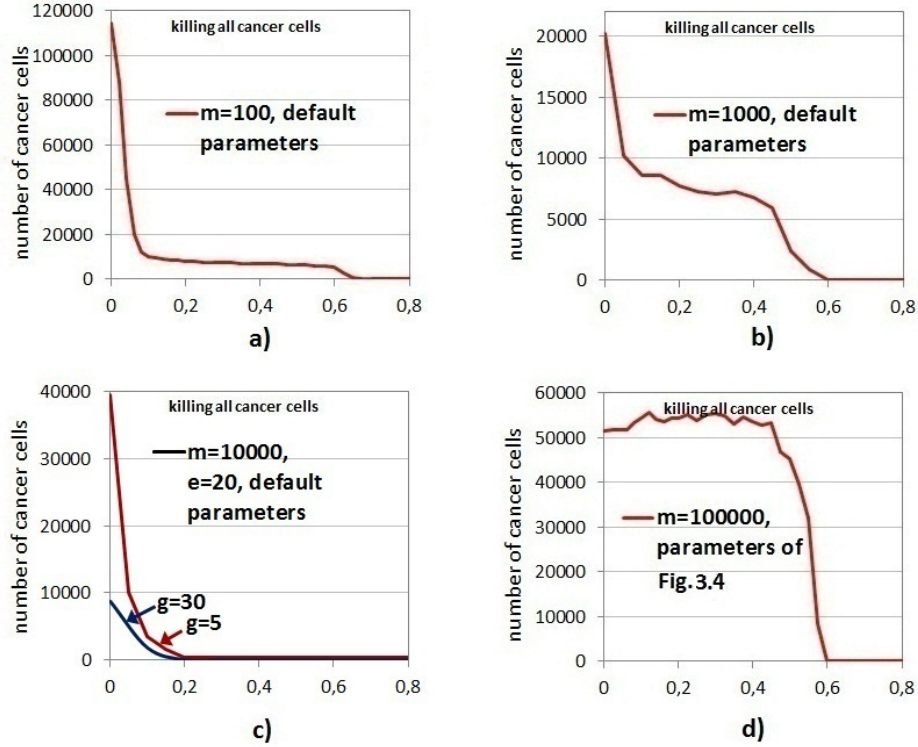 120000
100000
80000
60000
40000
20000
0
number of cancer cells
killing all cancer cells
m=100, default
parameters
0 0,2 0,4 0,6 0,8
a)
20000
15000
10000
5000
0
number of cancer cells
killing all cancer cells
m=1000, default
parameters
0 0,2 0,4 0,6 0,8
b)
40000
30000
20000
10000
0
number of cancer cells
killing all cancer cells
m=10000,
e=20, default
parameters
g=30
g=5
0 0,2 0,4 0,6 0,8
c)
60000
50000
40000
30000
20000
10000
0
number of cancer cells
killing all cancer cells
m=100000,
parameters of
Fig.3.4
0 0,2 0,4 0,6 0,8
d)